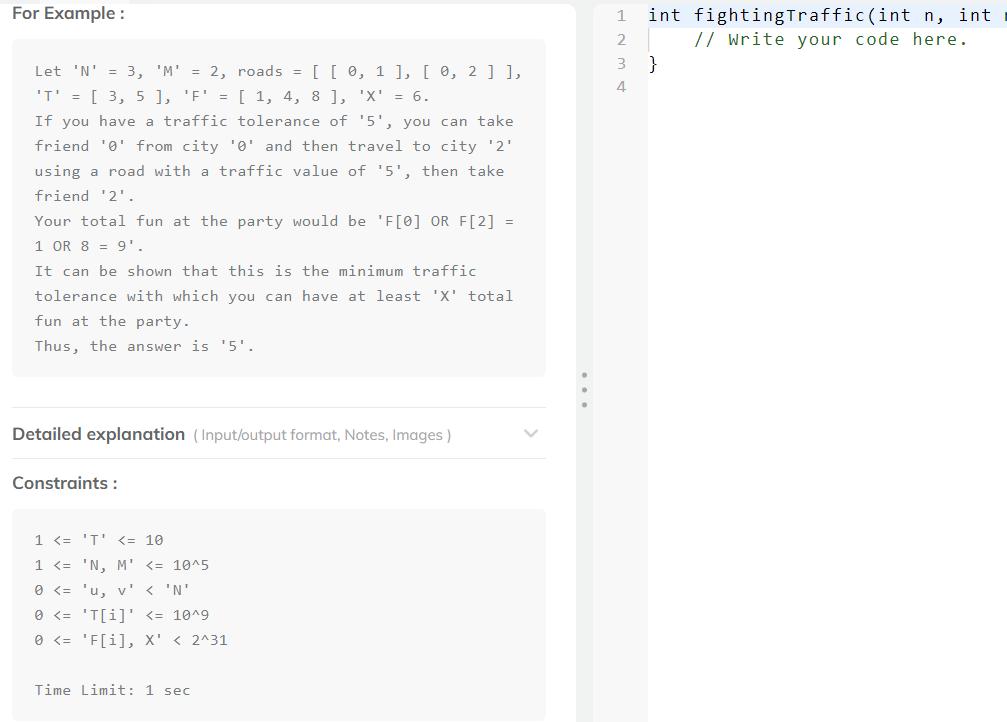 For Example :
Let 'N' = 3, 'M' = 2, roads = [ [ 0, 1 ], [ 0, 2 ] ],
'T' = [ 3, 5 ], 'F' = [ 1, 4, 8 ], 'X' = 6.
If you have a traffic tolerance of '5', you can take
friend '0' from city '0' and then travel to city '2'
using a road with a traffic value of '5', then take
friend '2'.
Your total fun at the party would be 'F[0] OR F[2] =
1 OR 8 = 9'.
It can be shown that this is the minimum traffic
tolerance with which you can have at least 'X' total
fun at the party.
Thus, the answer is '5'.
Detailed explanation ( Input/output format, Notes, Images )
Constraints :
1 <= 'T' <= 10
1 <= 'N, M' <= 10^5
0 <= 'u, v' < 'N'
0 <= 'T[i]' <= 10^9
0 <= 'F[i], X' < 2^31
Time Limit: 1 sec
1 int fightingTraffic(int n, int
2 // Write your code here.
3 }
4